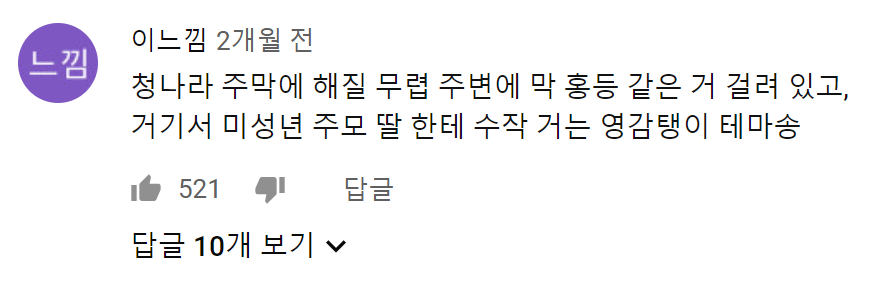 느낌
이느낌 2개월 전
청나라 주막에 해질 무렵 주변에 막 홍등 같은 거 걸려 있고,
거기서 미성년 주모 딸 한테 수작 거는 영감탱이 테마송
521 답글
답글 10개 보기